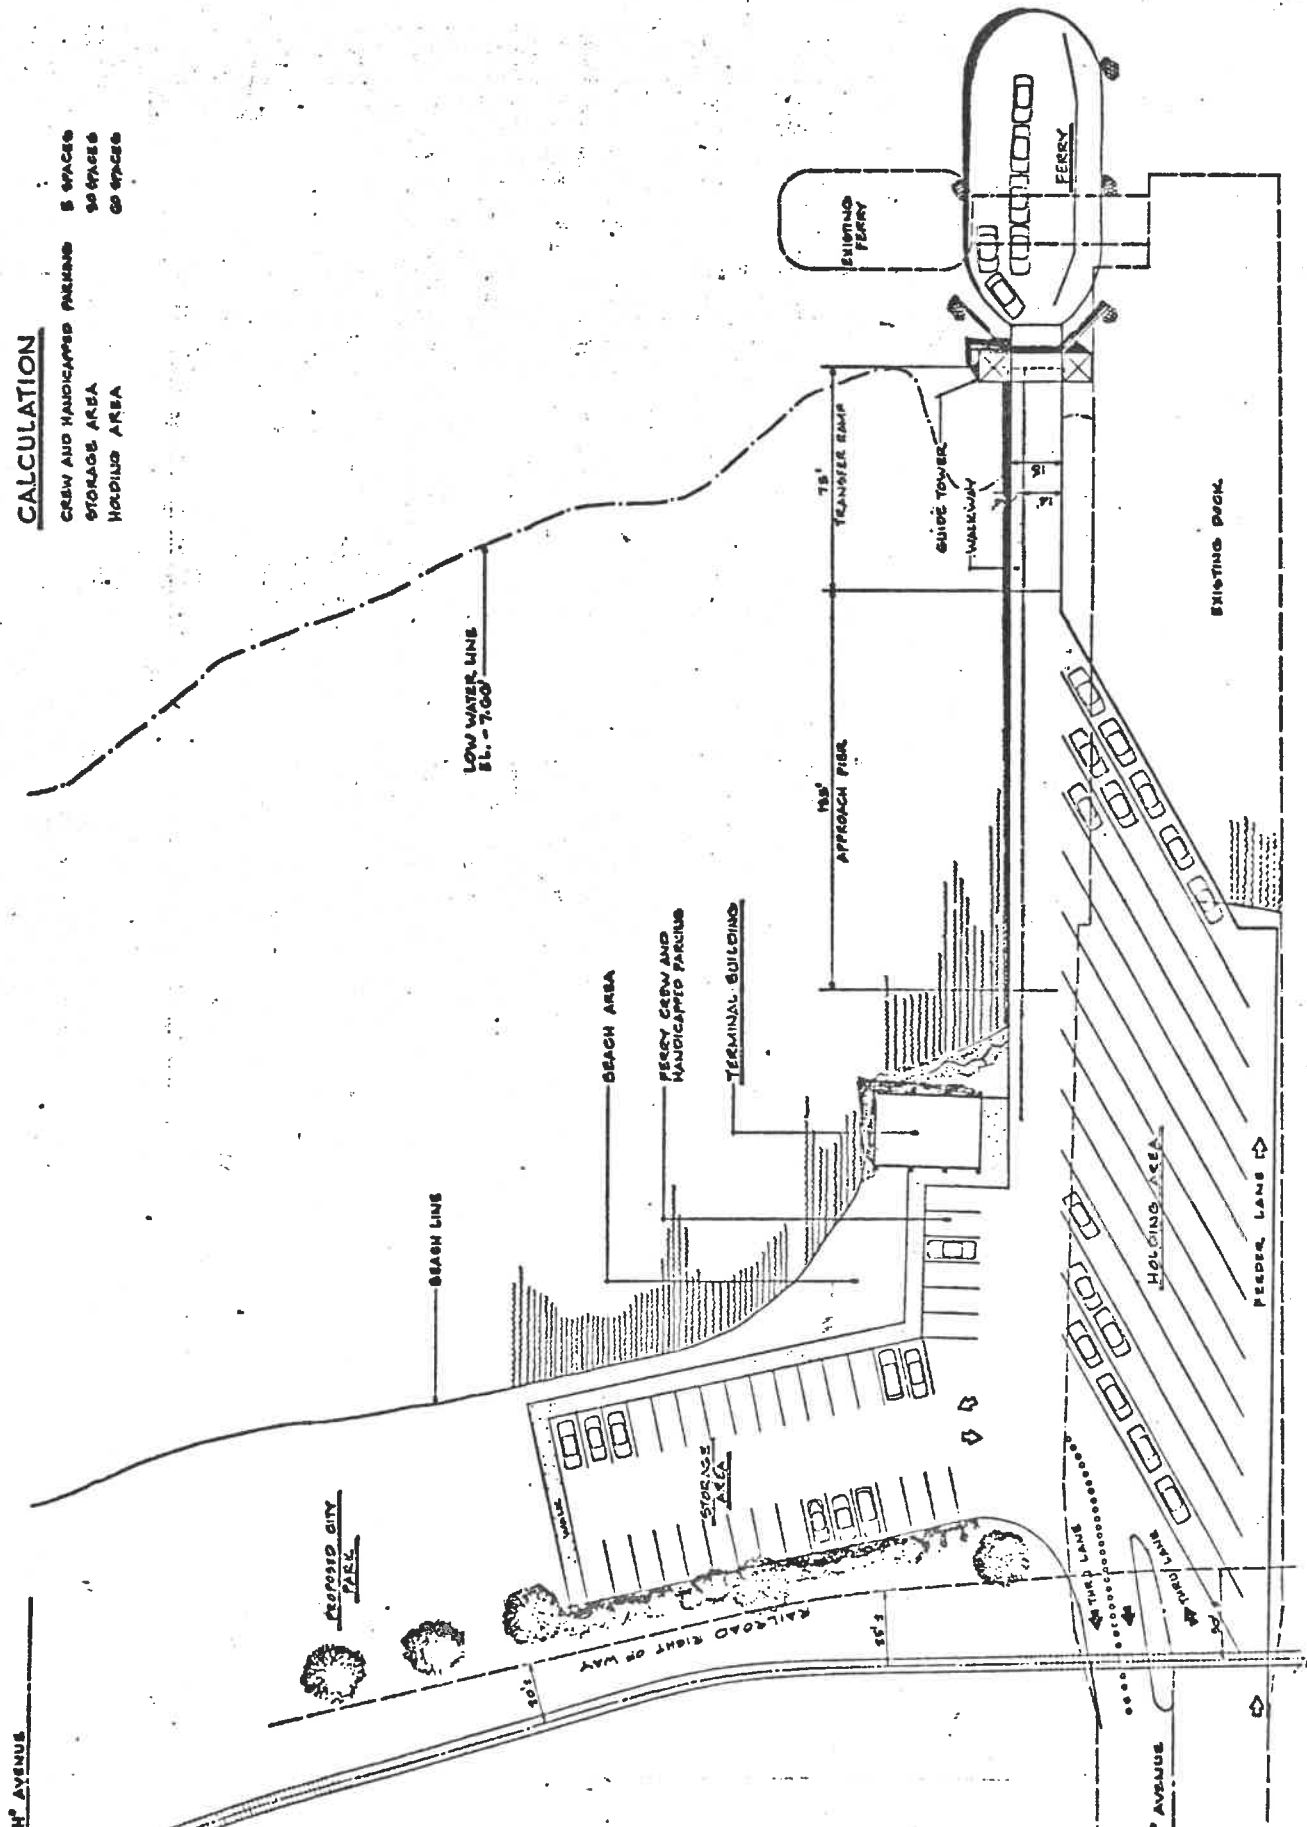 CALCULATION
CREW AND HANDICAPPED PARKING 5 SPACES
STORAGE AREA 30 SPACES
HOLDING AREA 60 SPACES
EXISTING
FERRY
FERRY
75'
TRANSFER RAMP
GUIDE TOWER
WALKWAY
EXISTING DOCK
LOW WATER LINE
EL. -7.60'
APPROACH PIER
BEACH AREA
FERRY CREW AND
HANDICAPPED PARKING
TERMINAL BUILDING
BEACH LINE
HOLDING AREA
FEEDER LANE
STORAGE
AREA
WALK
PROPOSED CITY
PARK
THRU LANE
THRU LANE
RAILROAD RIGHT OF WAY
AVENUE
AVENUE